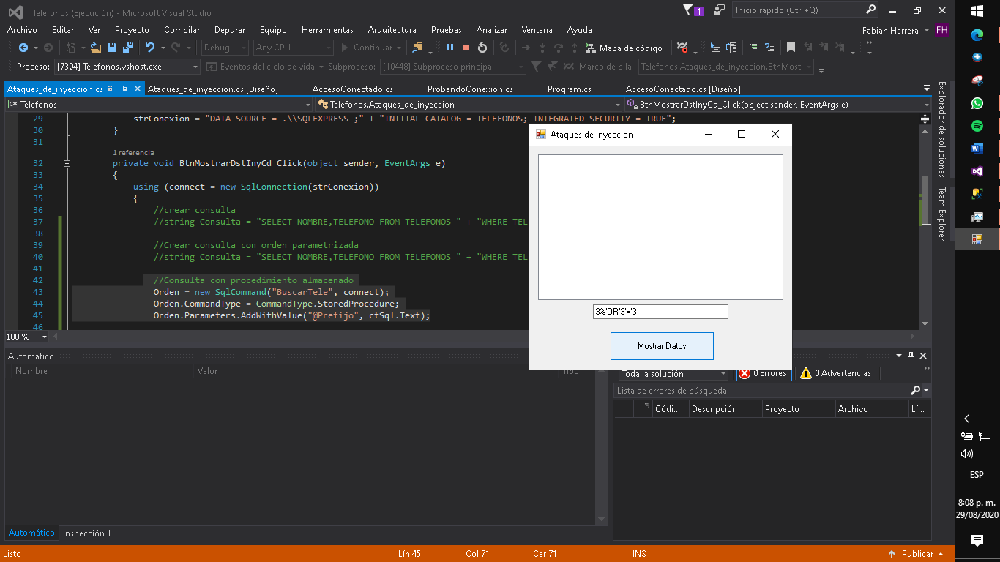 Telefonos (Ejecución) - Microsoft Visual Studio
1
Inicio rápido (Ctrl+Q)
Archivo Editar Ver Proyecto Compilar Depurar Equipo Herramientas Arquitectura Pruebas Analizar Ventana Ayuda
Fabian Herrera FH
Debug Any CPU Continuar Mapa de código
Proceso: [7304] Telefonos.vshost.exe Eventos del ciclo de vida Subproceso: [10448] Subproceso principal Marco de pila: Telefonos.Ataques_de_inyeccion.BtnMost
Ataques_de_inyeccion.cs Ataques_de_inyeccion.cs [Diseño] AccesoConectado.cs ProbandoConexion.cs Program.cs AccesoConectado.cs [Diseño]
Telefonos Telefonos.Ataques_de_inyeccion BtnMostrarDstInyCd_Click(object sender, EventArgs e)
29 strConexion = "DATA SOURCE = .\\SQLEXPRESS ;" + "INITIAL CATALOG = TELEFONOS; INTEGRATED SECURITY = TRUE";
30 }
31
1 referencia
32 private void BtnMostrarDstInyCd_Click(object sender, EventArgs e)
33 {
34 using (connect = new SqlConnection(strConexion))
35 {
36 //crear consulta
37 //string Consulta = "SELECT NOMBRE,TELEFONO FROM TELEFONOS " + "WHERE TEL
38
39 //Crear consulta con orden parametrizada
40 //string Consulta = "SELECT NOMBRE,TELEFONO FROM TELEFONOS " + "WHERE TEL
41
42 //Consulta con procedimiento almacenado
43 Orden = new SqlCommand("BuscarTele", connect);
44 Orden.CommandType = CommandType.StoredProcedure;
45 Orden.Parameters.AddWithValue("@Prefijo", ctSql.Text);
46
100 %
Ataques de inyeccion
3%'OR'3'='3
Mostrar Datos
Explorador de soluciones
Team Explorer
Automático
Nombre Valor Tipo
Automático Inspección 1
Toda la solución 0 Errores 0 Advertencias
Lista de errores de búsqueda
Códi... Descripción Proyecto Archivo Lí...
Listo Lín 45 Col 71 Car 71 INS Publicar
ESP
8:08 p. m.
29/08/2020